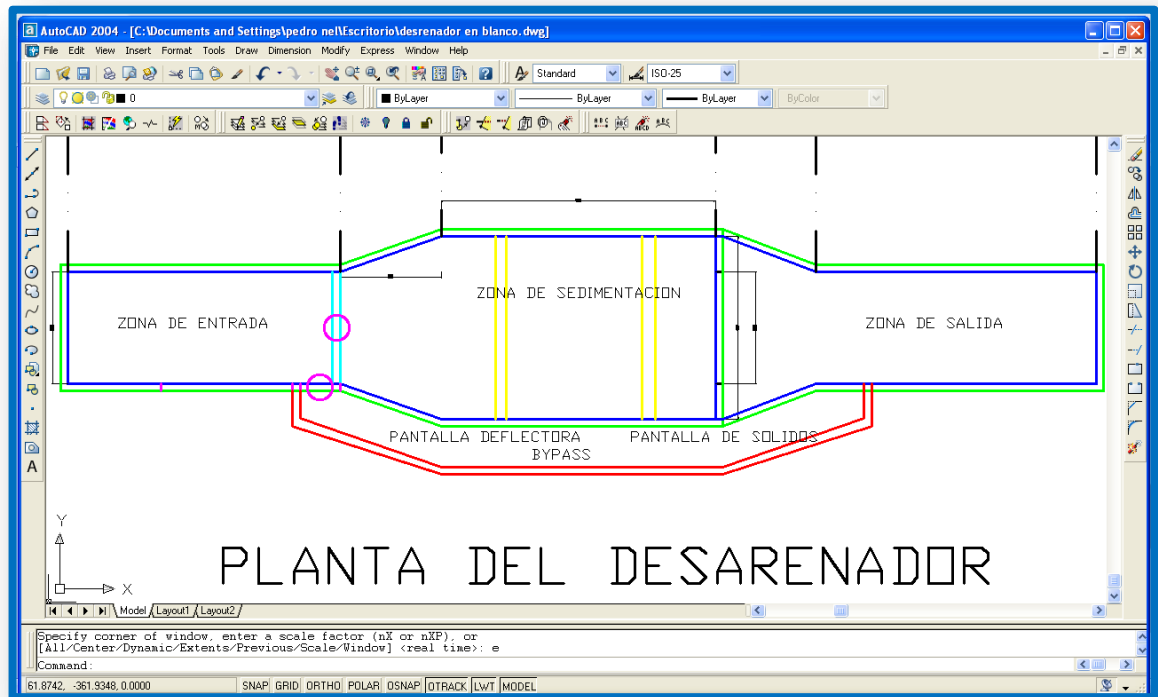 AutoCAD 2004 - [C:\Documents and Settings\pedro nel\Escritorio\desrenador en blanco.dwg]
File Edit View Insert Format Tools Draw Dimension Modify Express Window Help
Standard ISO-25
0 ByLayer ByLayer ByLayer ByColor
ZONA DE SEDIMENTACION
ZONA DE ENTRADA ZONA DE SALIDA
PANTALLA DEFLECTORA PANTALLA DE SOLIDOS
BYPASS
Y
PLANTA DEL DESARENADOR
X
Model Layout1 Layout2
Specify corner of window, enter a scale factor (nX or nXP), or
[All/Center/Dynamic/Extents/Previous/Scale/Window] <real time>: e
Command:
61.8742, -361.9348, 0.0000 SNAP GRID ORTHO POLAR OSNAP OTRACK LWT MODEL